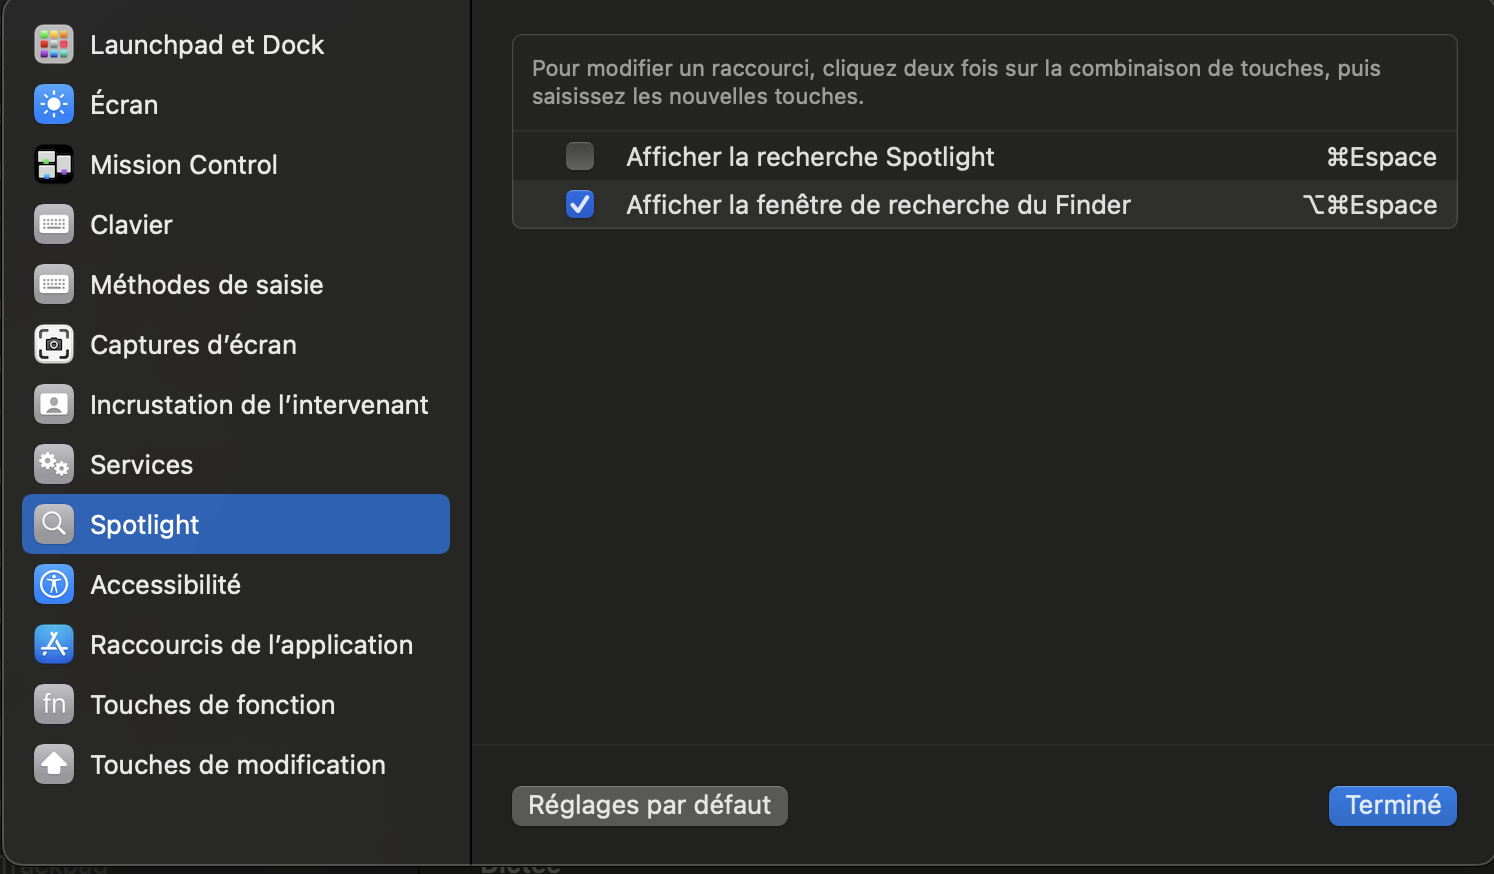 Launchpad et Dock
Écran
Mission Control
Clavier
Méthodes de saisie
Captures d’écran
Incrustation de l’intervenant
Services
Spotlight
Accessibilité
Raccourcis de l’application
fn Touches de fonction
Touches de modification
Pour modifier un raccourci, cliquez deux fois sur la combinaison de touches, puis
saisissez les nouvelles touches.
Afficher la recherche Spotlight ⌘Espace
Afficher la fenêtre de recherche du Finder ⌥⌘Espace
Réglages par défaut
Terminé